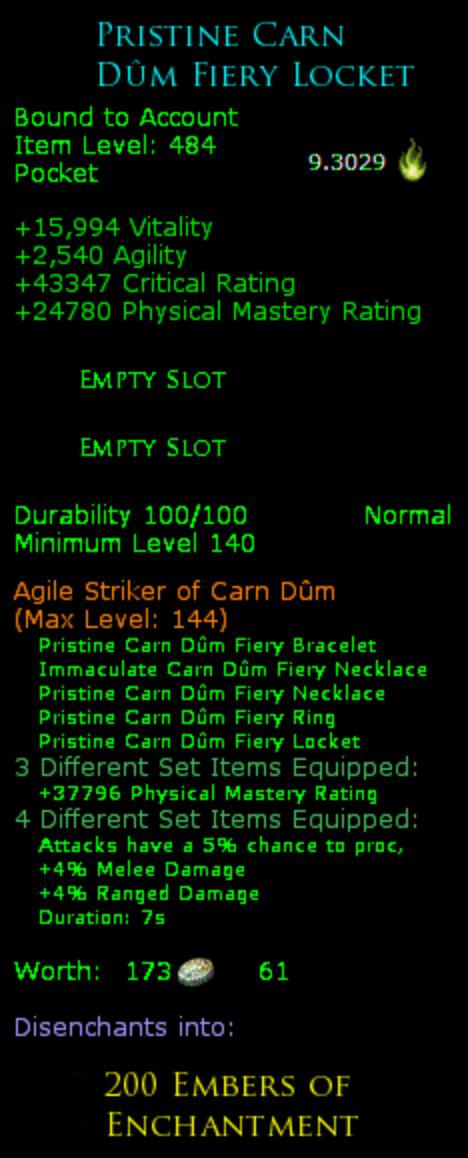 Pristine Carn
Dûm Fiery Locket
Bound to Account
Item Level: 484
9.3029
Pocket
+15,994 Vitality
+2,540 Agility
+43347 Critical Rating
+24780 Physical Mastery Rating
Empty Slot
Empty Slot
Durability 100/100 Normal
Minimum Level 140
Agile Striker of Carn Dûm
(Max Level: 144)
Pristine Carn Dûm Fiery Bracelet
Immaculate Carn Dûm Fiery Necklace
Pristine Carn Dûm Fiery Necklace
Pristine Carn Dûm Fiery Ring
Pristine Carn Dûm Fiery Locket
3 Different Set Items Equipped:
+37796 Physical Mastery Rating
4 Different Set Items Equipped:
Attacks have a 5% chance to proc,
+4% Melee Damage
+4% Ranged Damage
Duration: 7s
Worth: 173 61
Disenchants into:
200 Embers of
Enchantment